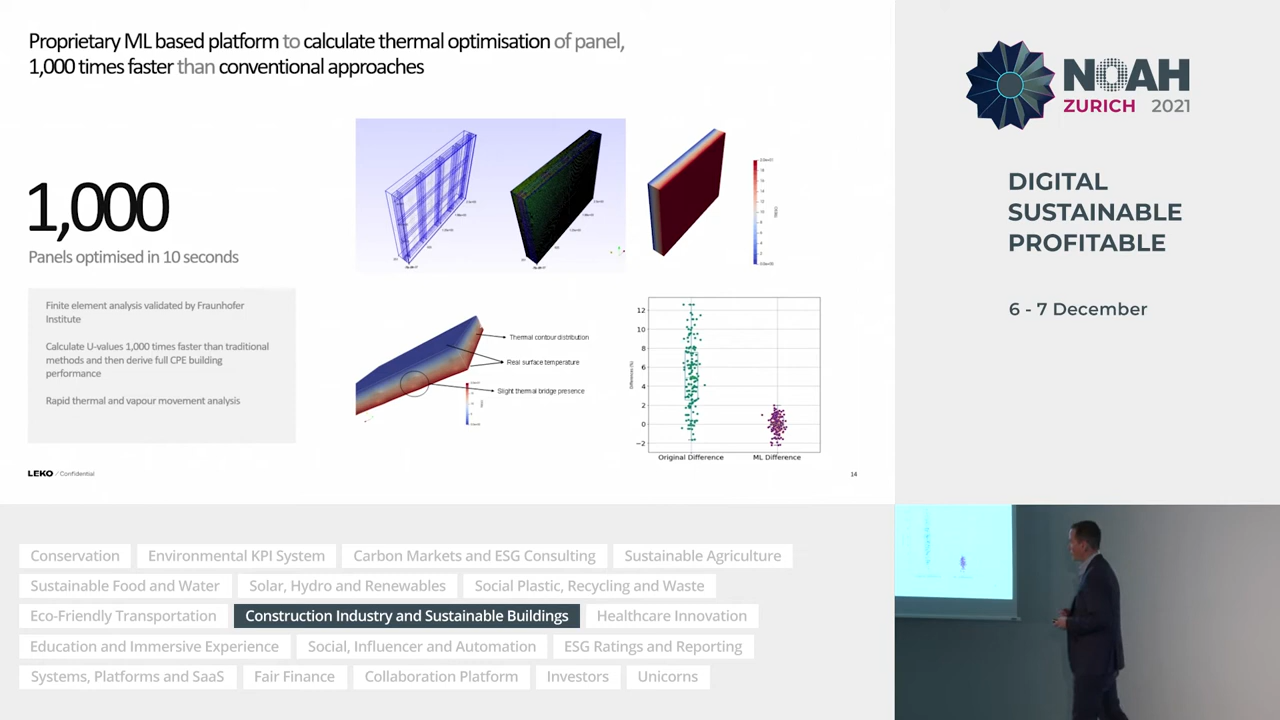 Proprietary ML based platform to calculate thermal optimisation of panel,
1,000 times faster than conventional approaches
1,000
Panels optimised in 10 seconds
Finite element analysis validated by Fraunhofer
Institute
Calculate U-values 1,000 times faster than traditional
methods and then derive full CPE building
performance
Rapid thermal and vapour movement analysis
Thermal contour distribution
Real surface temperature
Slight thermal bridge presence
12
10
8
6
4
2
0
−2
Differences (%)
Original Difference
ML Difference
LEKO / Confidential
14
NOAH
ZURICH 2021
DIGITAL
SUSTAINABLE
PROFITABLE
6 - 7 December
Conservation
Environmental KPI System
Carbon Markets and ESG Consulting
Sustainable Agriculture
Sustainable Food and Water
Solar, Hydro and Renewables
Social Plastic, Recycling and Waste
Eco-Friendly Transportation
Construction Industry and Sustainable Buildings
Healthcare Innovation
Education and Immersive Experience
Social, Influencer and Automation
ESG Ratings and Reporting
Systems, Platforms and SaaS
Fair Finance
Collaboration Platform
Investors
Unicorns